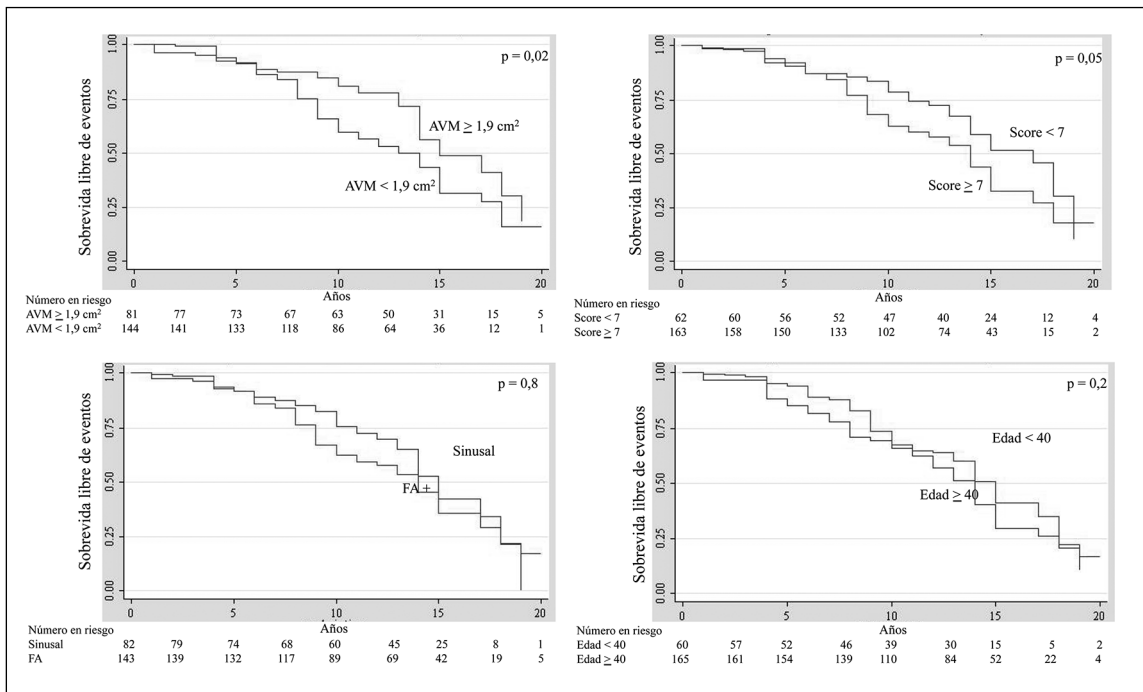 p = 0,02
Sobrevida libre de eventos
1.00
0.75
0.50
0.25
0.00
AVM ≥ 1,9 cm²
AVM < 1,9 cm²
0 5 10 15 20
Años
Número en riesgo
AVM ≥ 1,9 cm² 81 77 73 67 63 50 31 15 5
AVM < 1,9 cm² 144 141 133 118 86 64 36 12 1
p = 0,05
Sobrevida libre de eventos
1.00
0.75
0.50
0.25
0.00
Score < 7
Score ≥ 7
0 5 10 15 20
Años
Número en riesgo
Score < 7 62 60 56 52 47 40 24 12 4
Score ≥ 7 163 158 150 133 102 74 43 15 2
p = 0,8
Sobrevida libre de eventos
1.00
0.75
0.50
0.25
0.00
Sinusal
FA +
0 5 10 15 20
Años
Número en riesgo
Sinusal 82 79 74 68 60 45 25 8 1
FA 143 139 132 117 89 69 42 19 5
p = 0,2
Sobrevida libre de eventos
1.00
0.75
0.50
0.25
0.00
Edad < 40
Edad ≥ 40
0 5 10 15 20
Años
Número en riesgo
Edad < 40 60 57 52 46 39 30 15 5 2
Edad ≥ 40 165 161 154 139 110 84 52 22 4